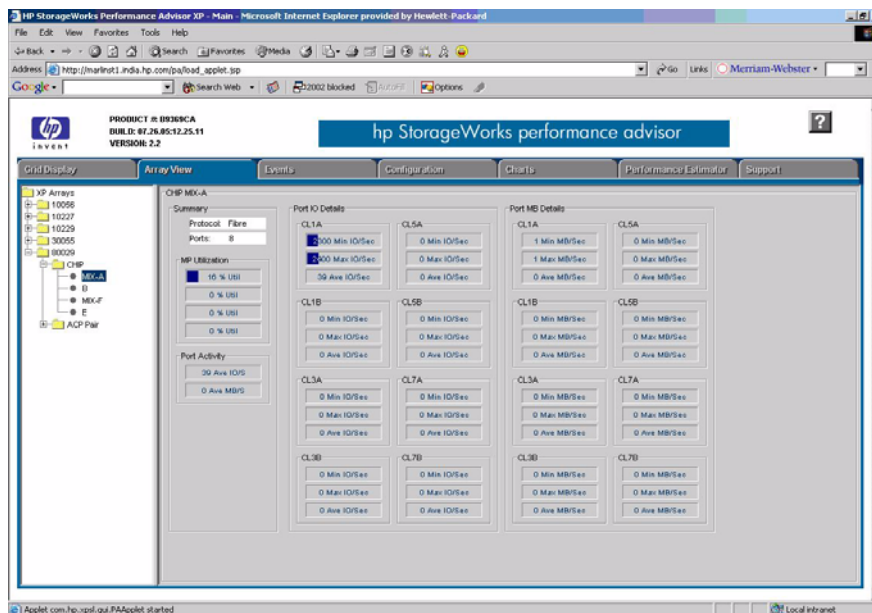 HP StorageWorks Performance Advisor XP - Main - Microsoft Internet Explorer provided by Hewlett-Packard
File Edit View Favorites Tools Help
Back Search Favorites Media
Address http://marlinst1.india.hp.com/pa/load_applet.jsp Go Links Merriam-Webster
Google Search Web 22002 blocked AutoFill Options
hp
invent
PRODUCT #: B9369CA
BUILD: 07.26.05:12.25.11
VERSION: 2.2
hp StorageWorks performance advisor
?
Grid Display Array View Events Configuration Charts Performance Estimator Support
XP Arrays
10056
10227
10229
30055
80029
CHIP
MIX-A
B
MIX-F
E
ACP Pair
CHIP MIX-A
Summary
Protocol: Fibre
Ports: 8
MP Utilization
16 % Util
0 % Util
0 % Util
0 % Util
Port Activity
39 Ave IO/S
0 Ave MB/S
Port IO Details
CL1A
Min IO/Sec
Max IO/Sec
39 Ave IO/Sec
CL5A
0 Min IO/Sec
0 Max IO/Sec
0 Ave IO/Sec
CL1B
0 Min IO/Sec
0 Max IO/Sec
0 Ave IO/Sec
CL5B
0 Min IO/Sec
0 Max IO/Sec
0 Ave IO/Sec
CL3A
0 Min IO/Sec
0 Max IO/Sec
0 Ave IO/Sec
CL7A
0 Min IO/Sec
0 Max IO/Sec
0 Ave IO/Sec
CL3B
0 Min IO/Sec
0 Max IO/Sec
0 Ave IO/Sec
CL7B
0 Min IO/Sec
0 Max IO/Sec
0 Ave IO/Sec
Port MB Details
CL1A
1 Min MB/Sec
1 Max MB/Sec
0 Ave MB/Sec
CL5A
0 Min MB/Sec
0 Max MB/Sec
0 Ave MB/Sec
CL1B
0 Min MB/Sec
0 Max MB/Sec
0 Ave MB/Sec
CL5B
0 Min MB/Sec
0 Max MB/Sec
0 Ave MB/Sec
CL3A
0 Min MB/Sec
0 Max MB/Sec
0 Ave MB/Sec
CL7A
0 Min MB/Sec
0 Max MB/Sec
0 Ave MB/Sec
CL3B
0 Min MB/Sec
0 Max MB/Sec
0 Ave MB/Sec
CL7B
0 Min MB/Sec
0 Max MB/Sec
0 Ave MB/Sec
Applet com.hp.xpsl.gui.PAApplet started
Local intranet